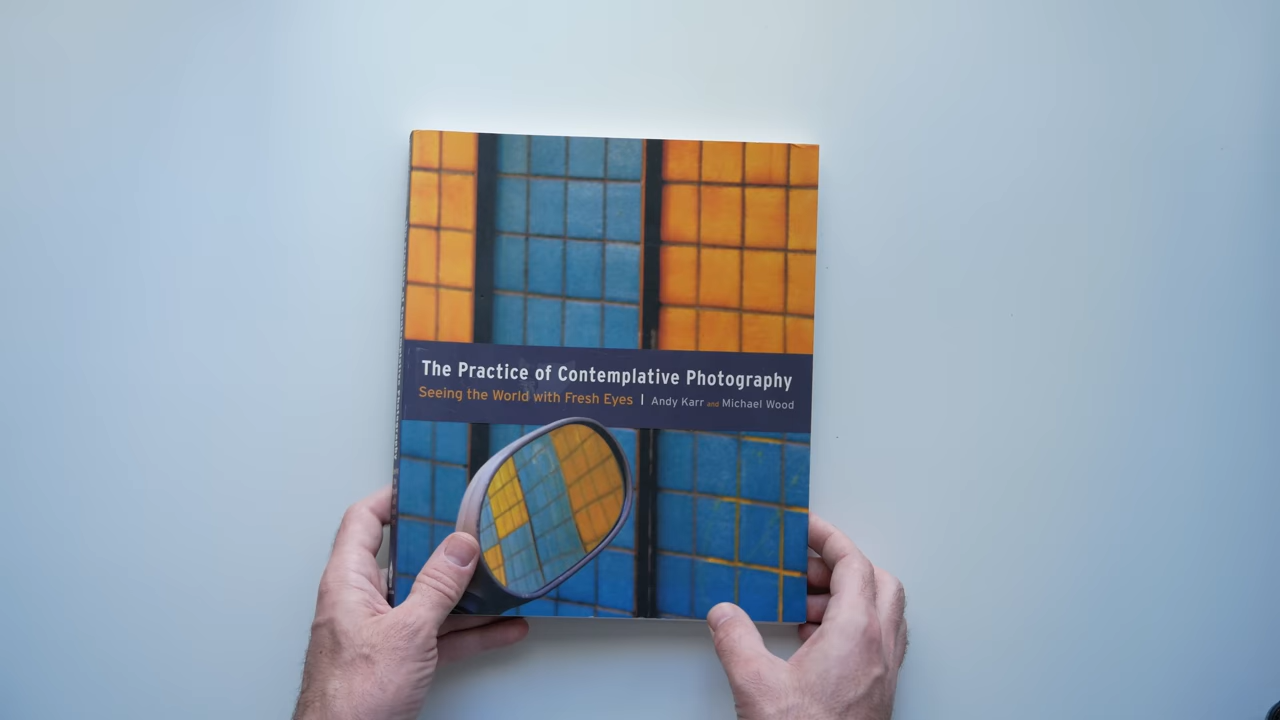 The Practice of Contemplative Photography
Seeing the World with Fresh Eyes | Andy Karr and Michael Wood